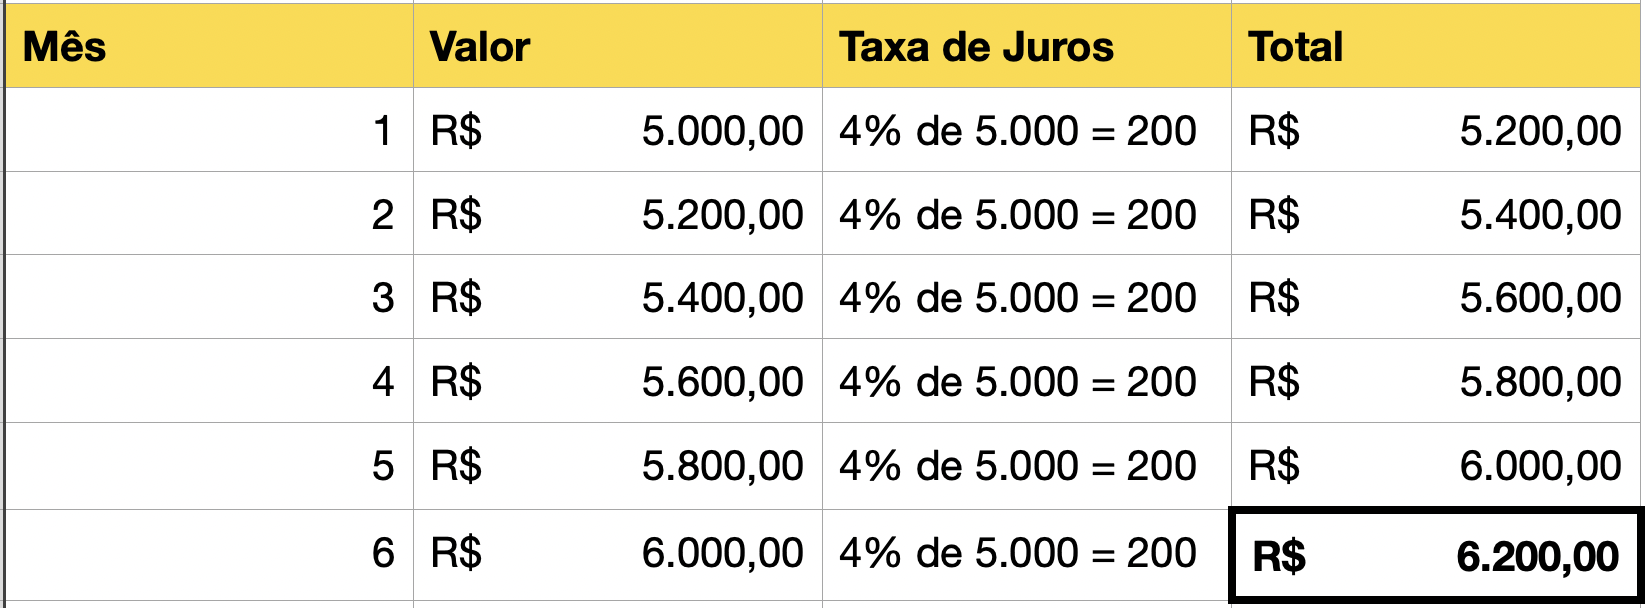 Mês Valor Taxa de Juros Total
1 R$ 5.000,00 4% de 5.000 = 200 R$ 5.200,00
2 R$ 5.200,00 4% de 5.000 = 200 R$ 5.400,00
3 R$ 5.400,00 4% de 5.000 = 200 R$ 5.600,00
4 R$ 5.600,00 4% de 5.000 = 200 R$ 5.800,00
5 R$ 5.800,00 4% de 5.000 = 200 R$ 6.000,00
6 R$ 6.000,00 4% de 5.000 = 200 R$ 6.200,00